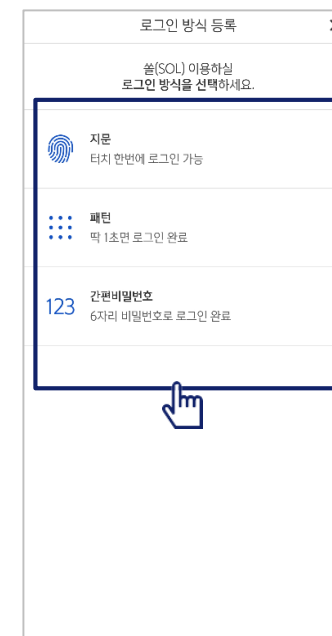 로그인 방식 등록
쏠(SOL) 이용하실
로그인 방식을 선택하세요.
지문
터치 한번에 로그인 가능
패턴
딱 1초면 로그인 완료
123
간편비밀번호
6자리 비밀번호로 로그인 완료